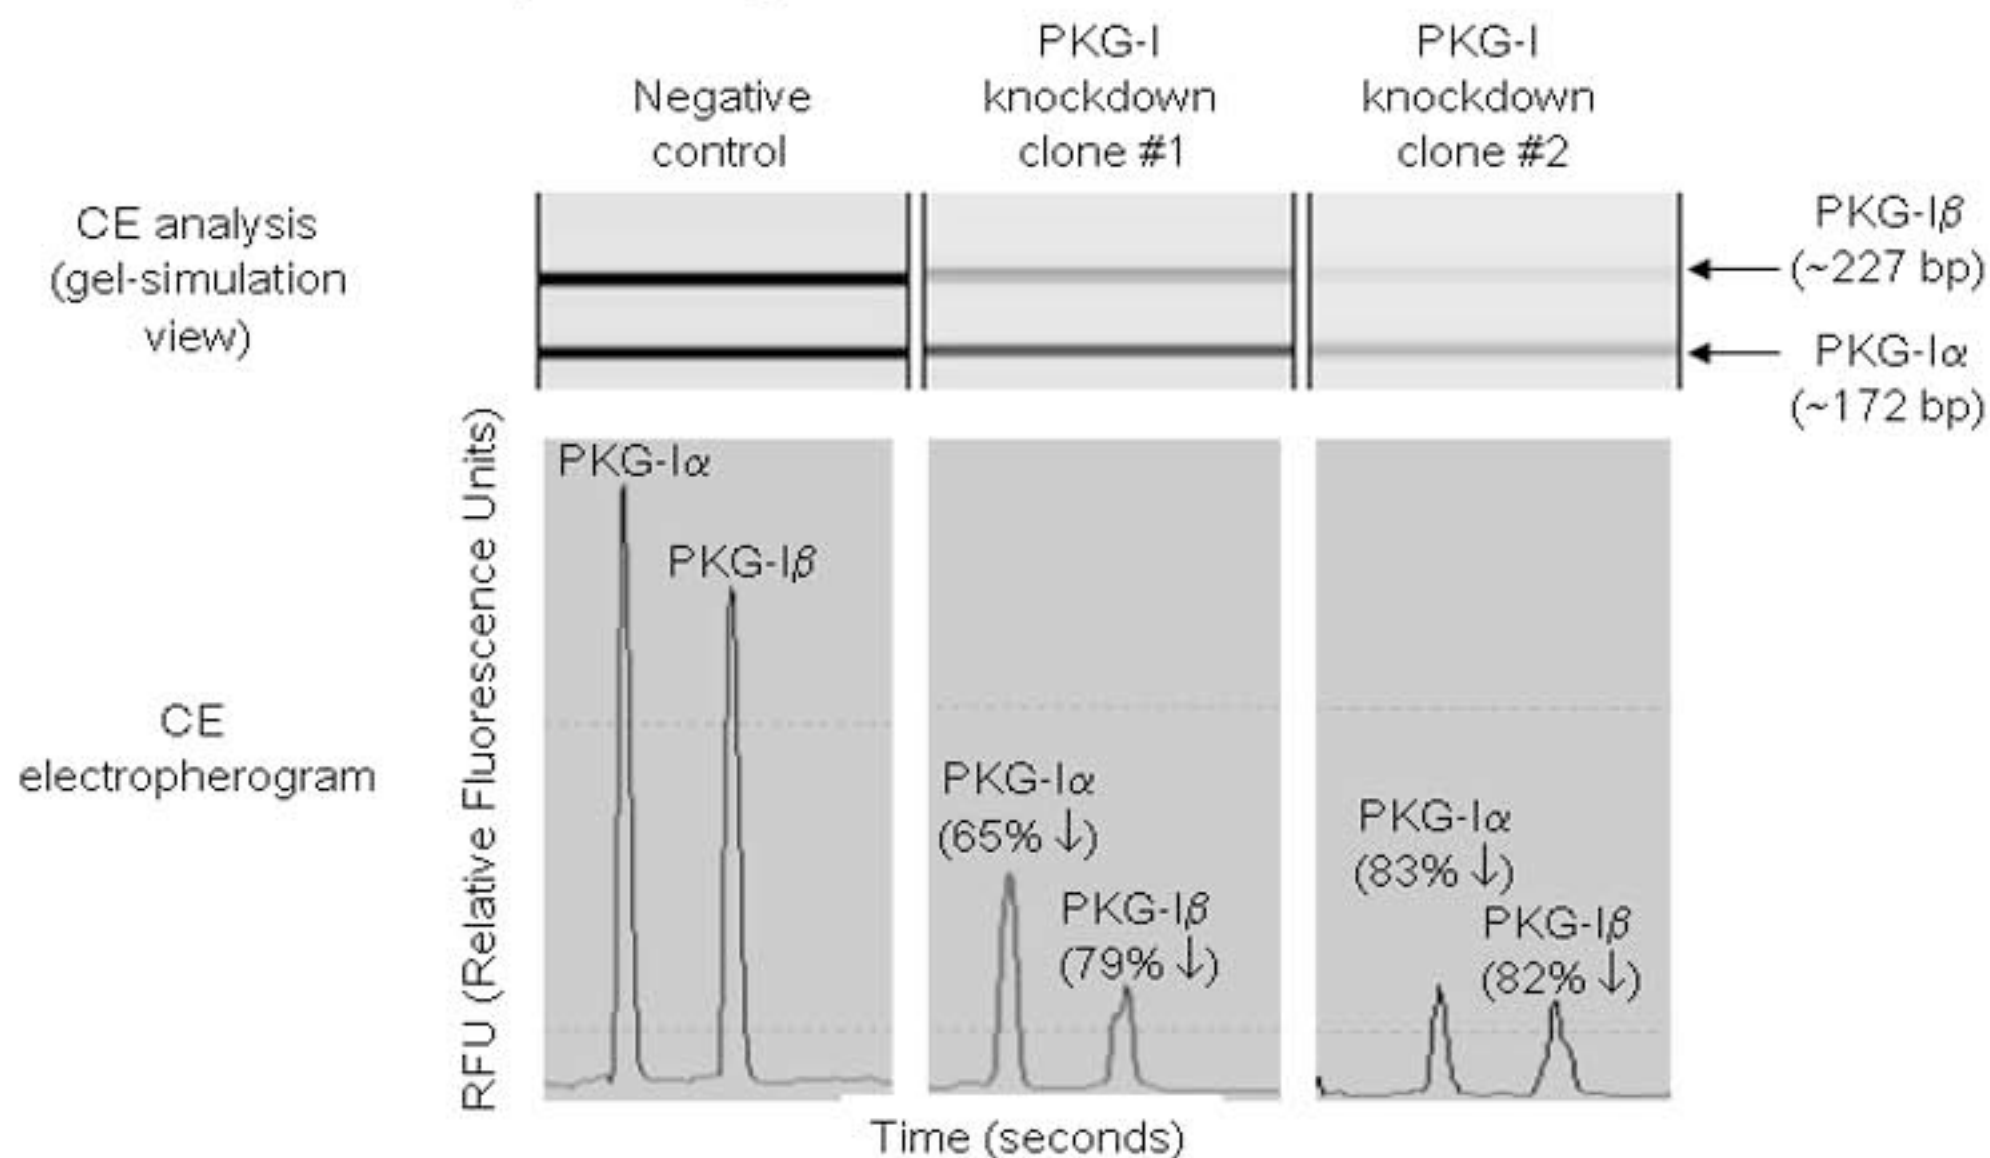 Negative
control
PKG-I
knockdown
clone #1
PKG-I
knockdown
clone #2
CE analysis
(gel-simulation
view)
PKG-Iβ
(~227 bp)
PKG-Iα
(~172 bp)
CE
electropherogram
RFU (Relative Fluorescence Units)
PKG-Iα
PKG-Iβ
PKG-Iα
(65% ↓)
PKG-Iβ
(79% ↓)
PKG-Iα
(83% ↓)
PKG-Iβ
(82% ↓)
Time (seconds)